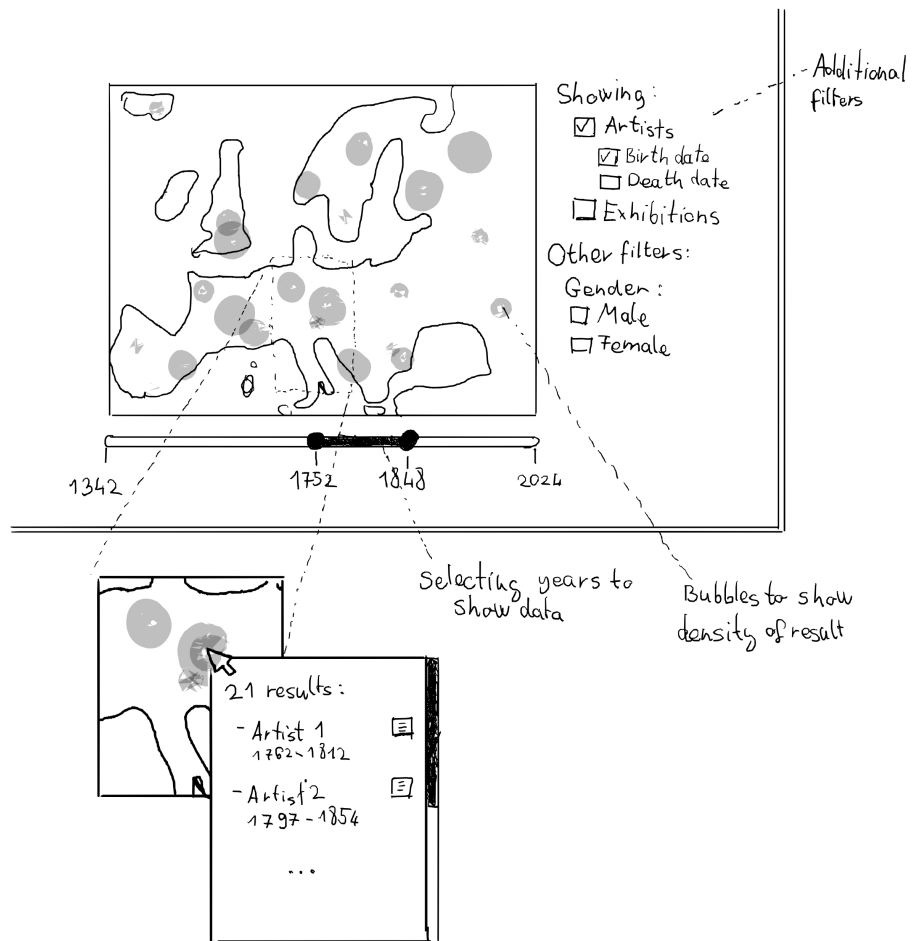 Additional
filters
Showing:
Artists
Birth date
Death date
Exhibitions
Other filters:
Gender:
Male
Female
1342
1752
1848
2024
Selecting years to
show data
Bubbles to show
density of result
21 results:
- Artist 1
1762-1812
- Artist 2
1797-1854
...